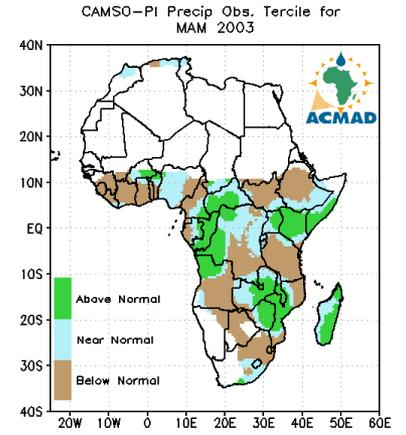 CAMSO-PI Precip Obs. Tercile for
MAM 2003
40N
30N
20N
10N
EQ
10S
20S
30S
40S
ACMAD
Above Normal
Near Normal
Below Normal
20W 10W 0 10E 20E 30E 40E 50E 60E